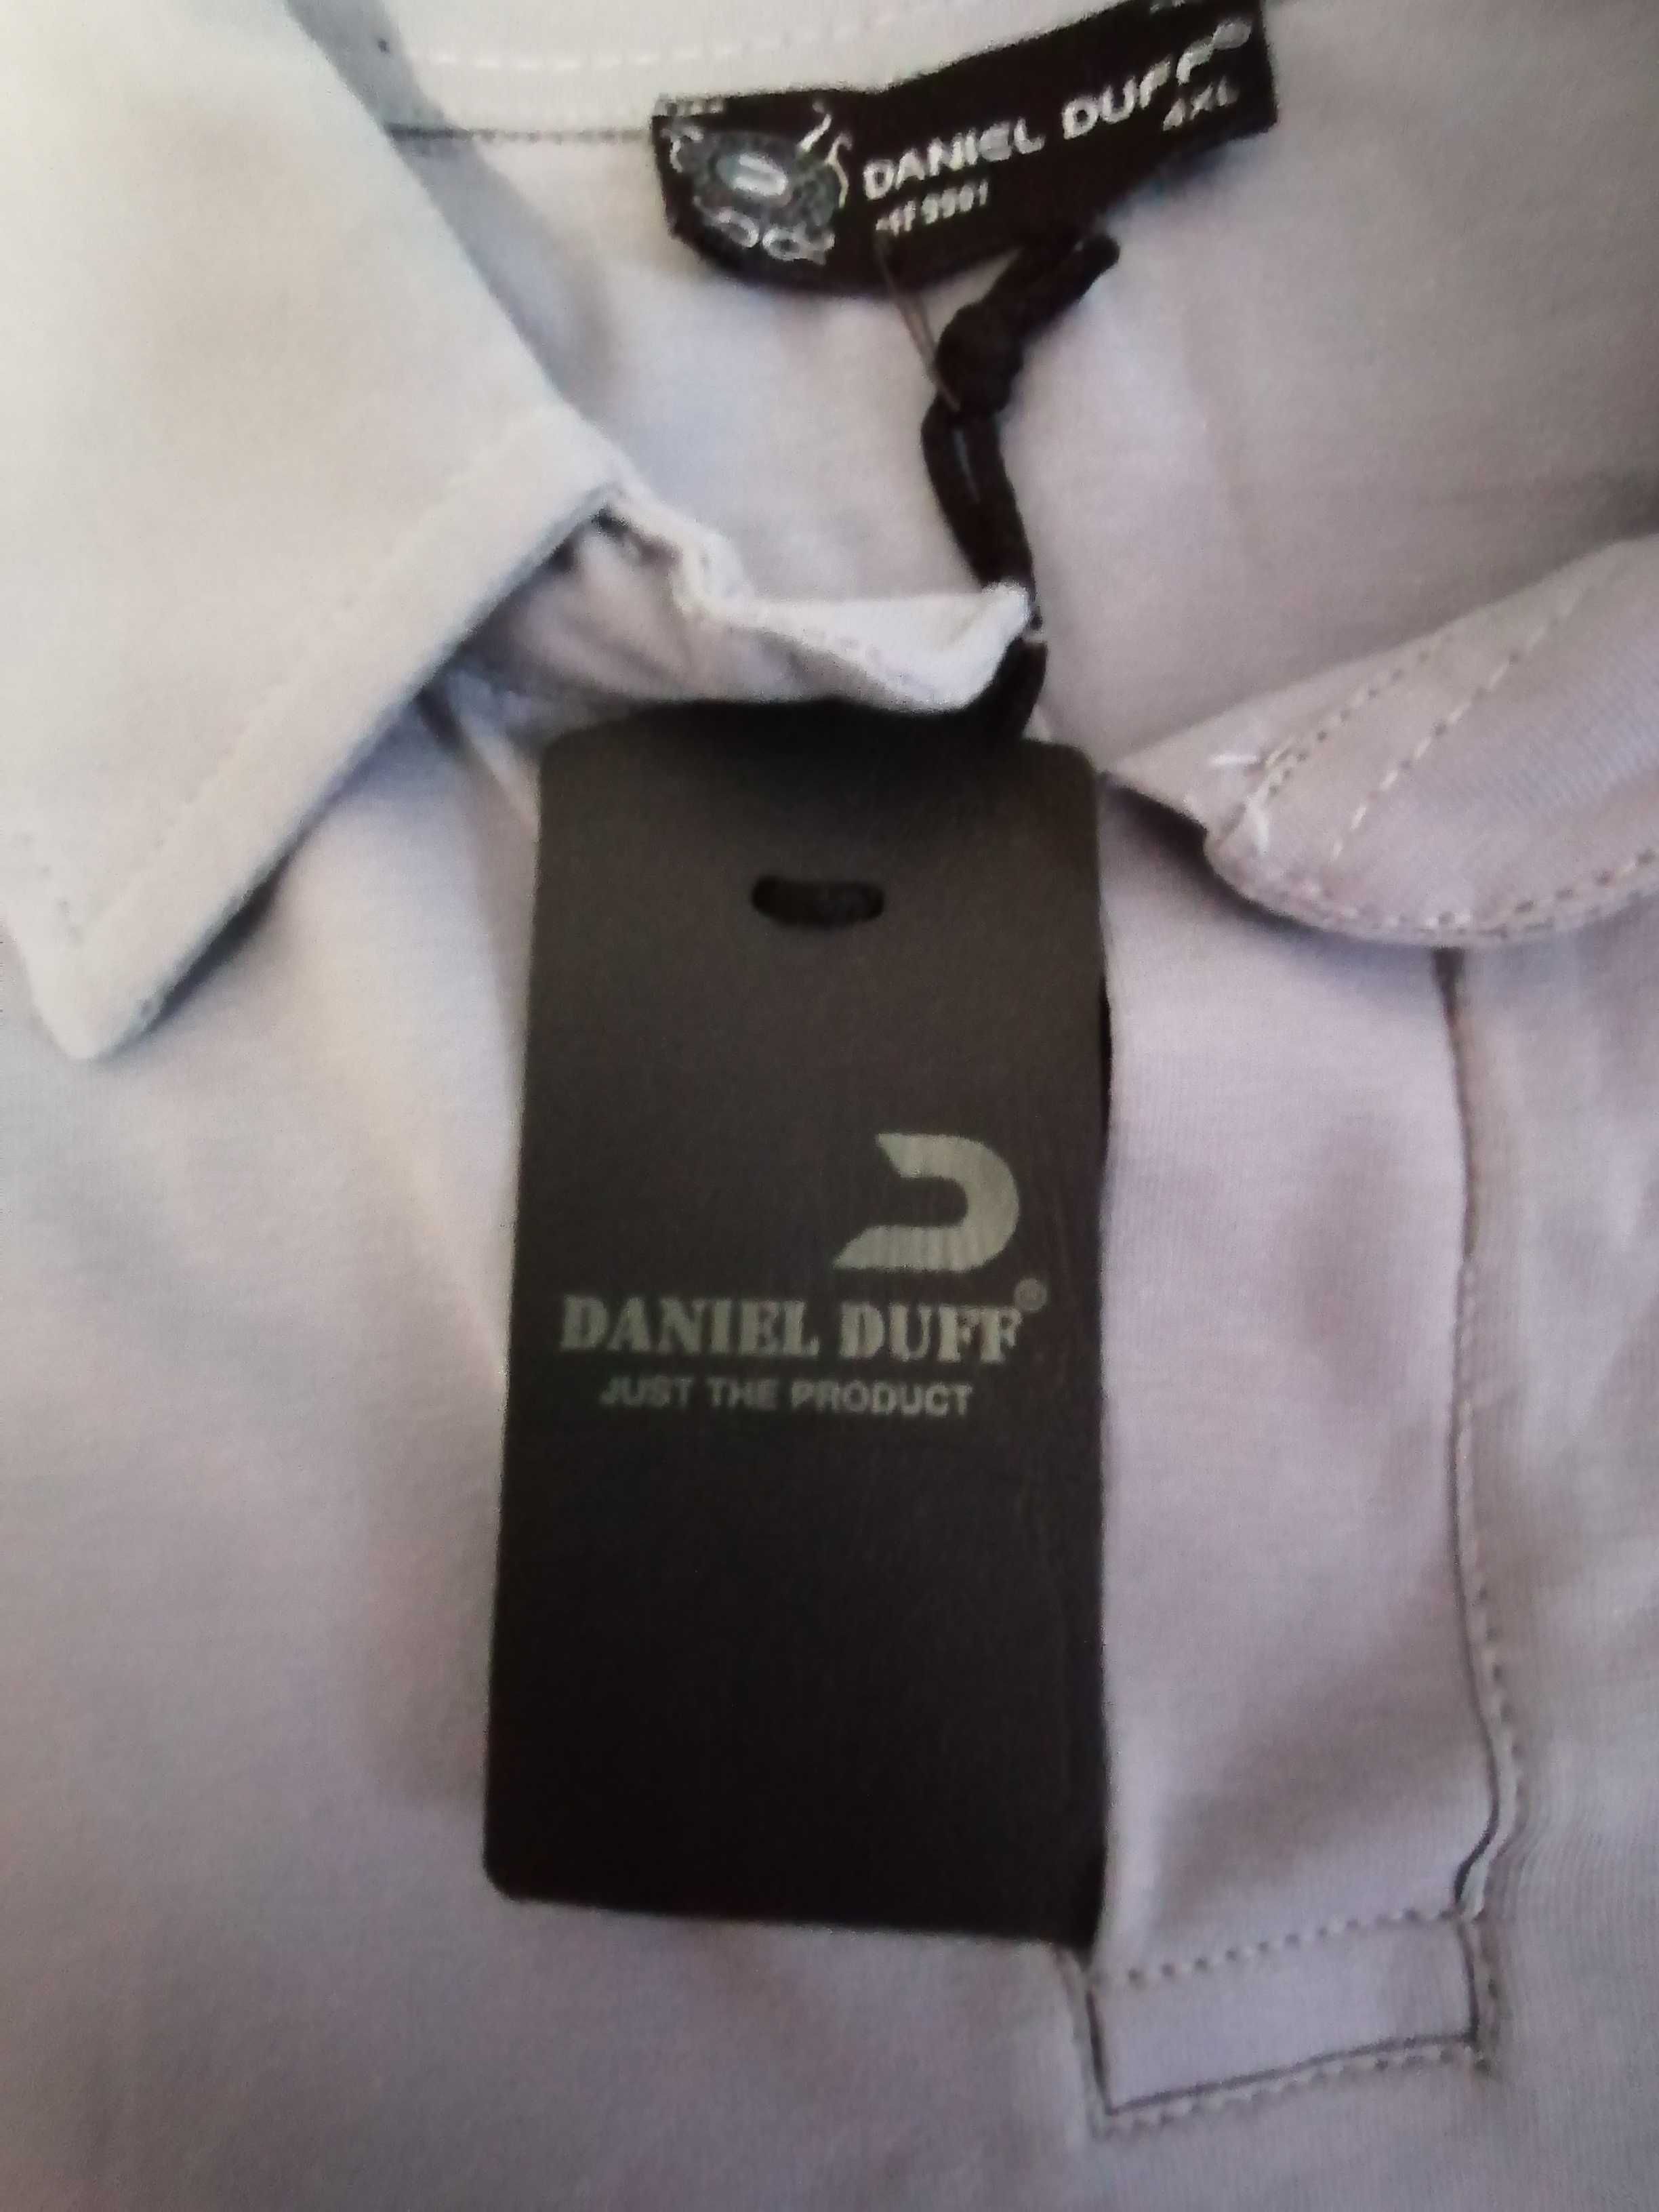 DANIEL DUFF®
4XL
DANIEL DUFF®
JUST THE PRODUCT